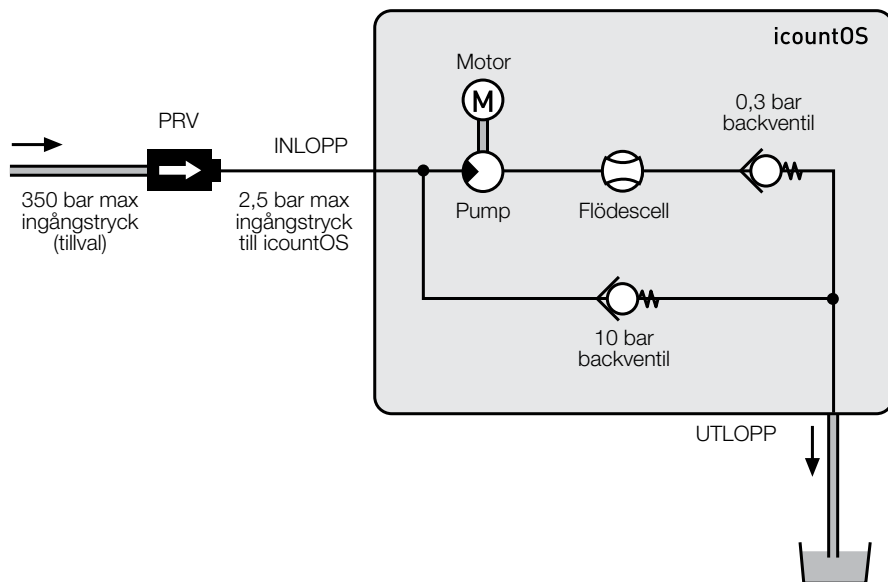 icountOS
Motor
M
0,3 bar
backventil
PRV
INLOPP
350 bar max
ingångstryck
(tillval)
2,5 bar max
ingångstryck
till icountOS
Pump
Flödescell
10 bar
backventil
UTLOPP